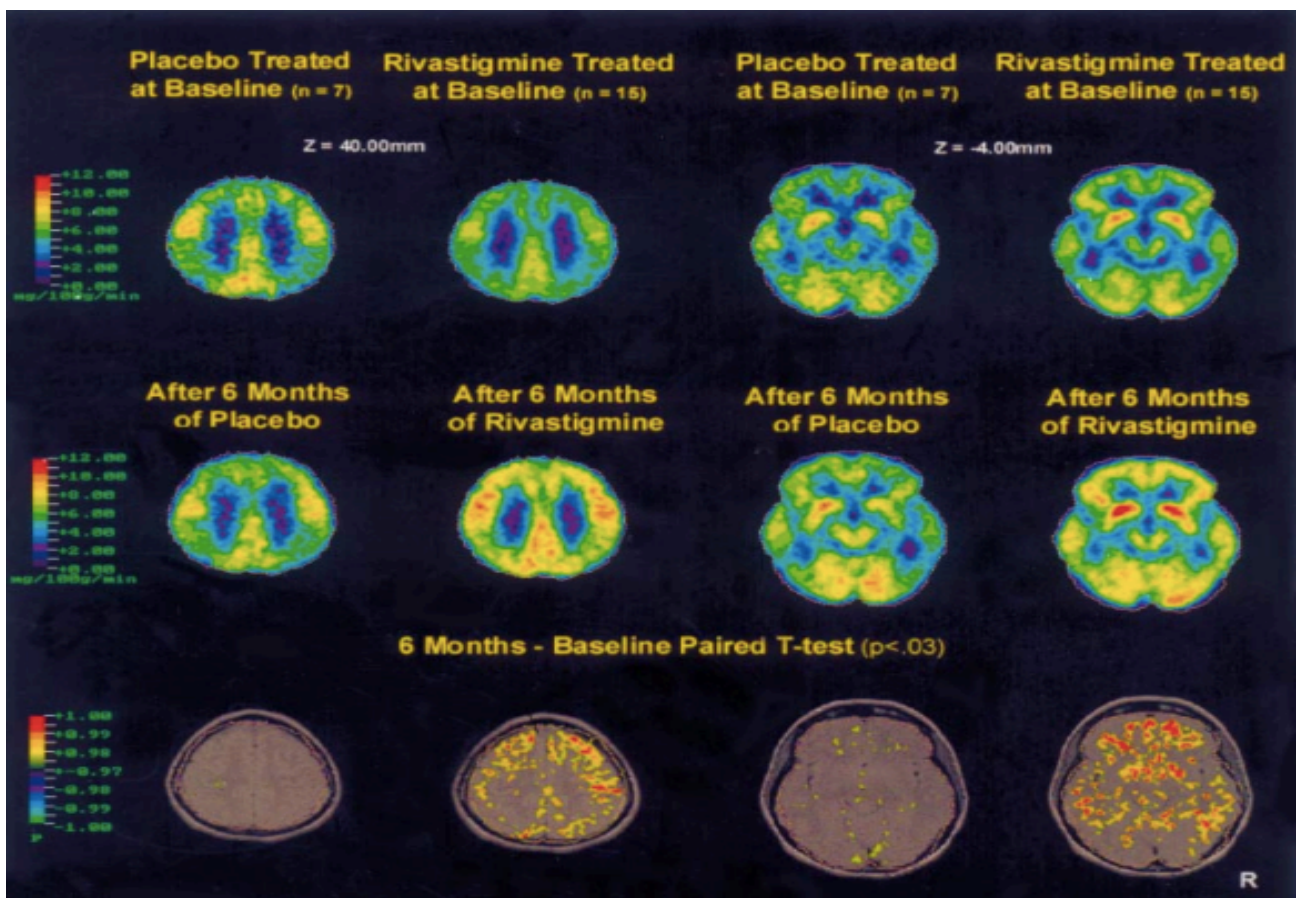 Placebo Treated
at Baseline (n = 7)
Rivastigmine Treated
at Baseline (n = 15)
Placebo Treated
at Baseline (n = 7)
Rivastigmine Treated
at Baseline (n = 15)
Z = 40.00mm
Z = -4.00mm
+12.00
+10.00
+8.00
+6.00
+4.00
+2.00
+0.00
mg/100g/min
After 6 Months
of Placebo
After 6 Months
of Rivastigmine
After 6 Months
of Placebo
After 6 Months
of Rivastigmine
+12.00
+10.00
+8.00
+6.00
+4.00
+2.00
+0.00
mg/100g/min
6 Months - Baseline Paired T-test (p<.03)
+1.00
+0.99
+0.98
+-0.97
-0.98
-0.99
-1.00
P
R